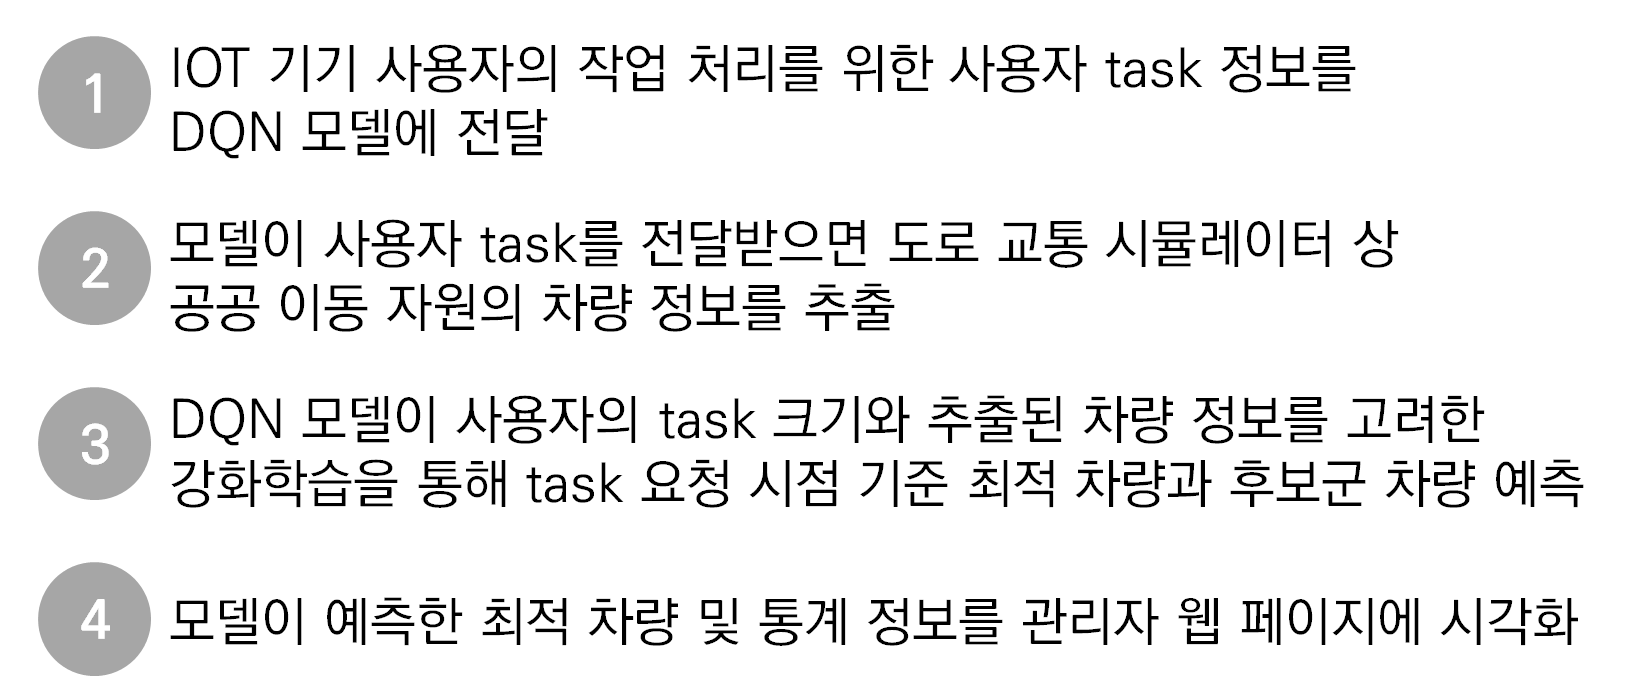 1
IOT 기기 사용자의 작업 처리를 위한 사용자 task 정보를
DQN 모델에 전달
2
모델이 사용자 task를 전달받으면 도로 교통 시뮬레이터 상
공공 이동 자원의 차량 정보를 추출
3
DQN 모델이 사용자의 task 크기와 추출된 차량 정보를 고려한
강화학습을 통해 task 요청 시점 기준 최적 차량과 후보군 차량 예측
4
모델이 예측한 최적 차량 및 통계 정보를 관리자 웹 페이지에 시각화